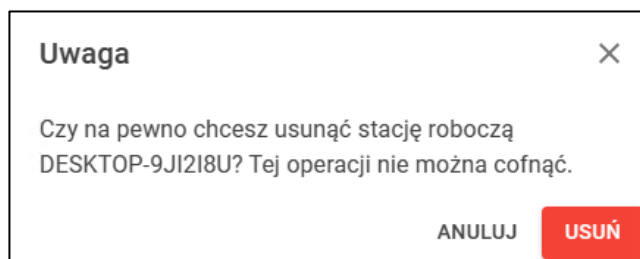 Uwaga
Czy na pewno chcesz usunąć stację roboczą
DESKTOP-9JI2I8U? Tej operacji nie można cofnąć.
ANULUJ USUŃ